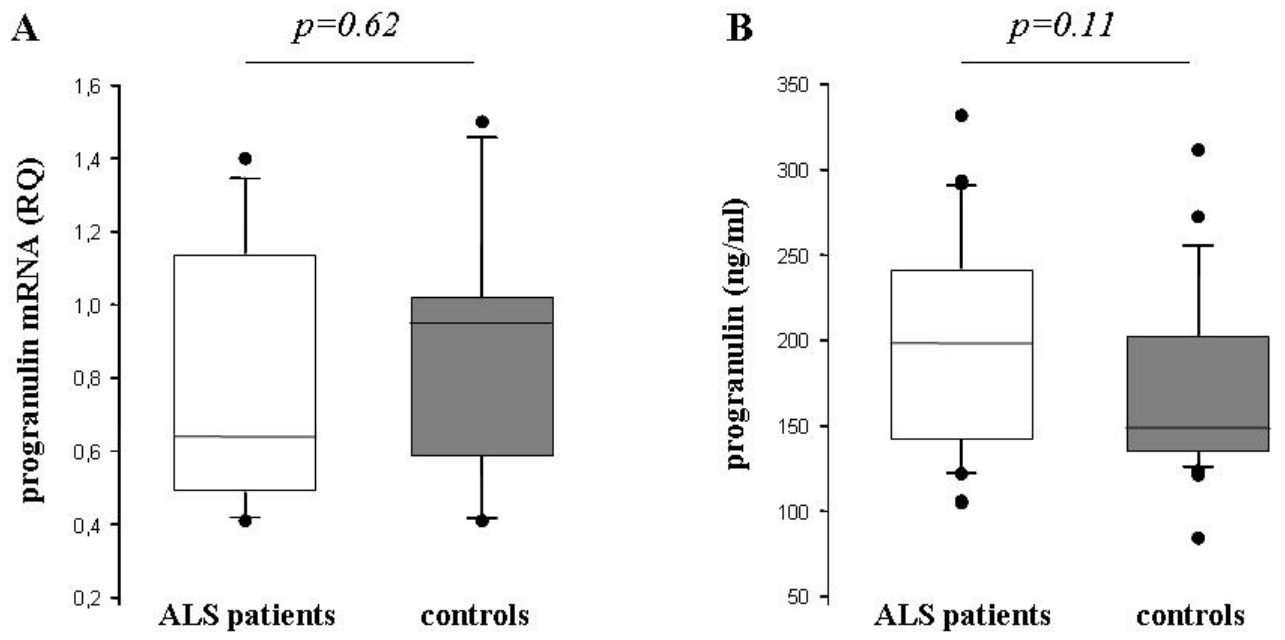 A
p=0.62
progranulin mRNA (RQ)
1,6
1,4
1,2
1,0
0,8
0,6
0,4
0,2
ALS patients
controls
B
p=0.11
progranulin (ng/ml)
350
300
250
200
150
100
50
ALS patients
controls